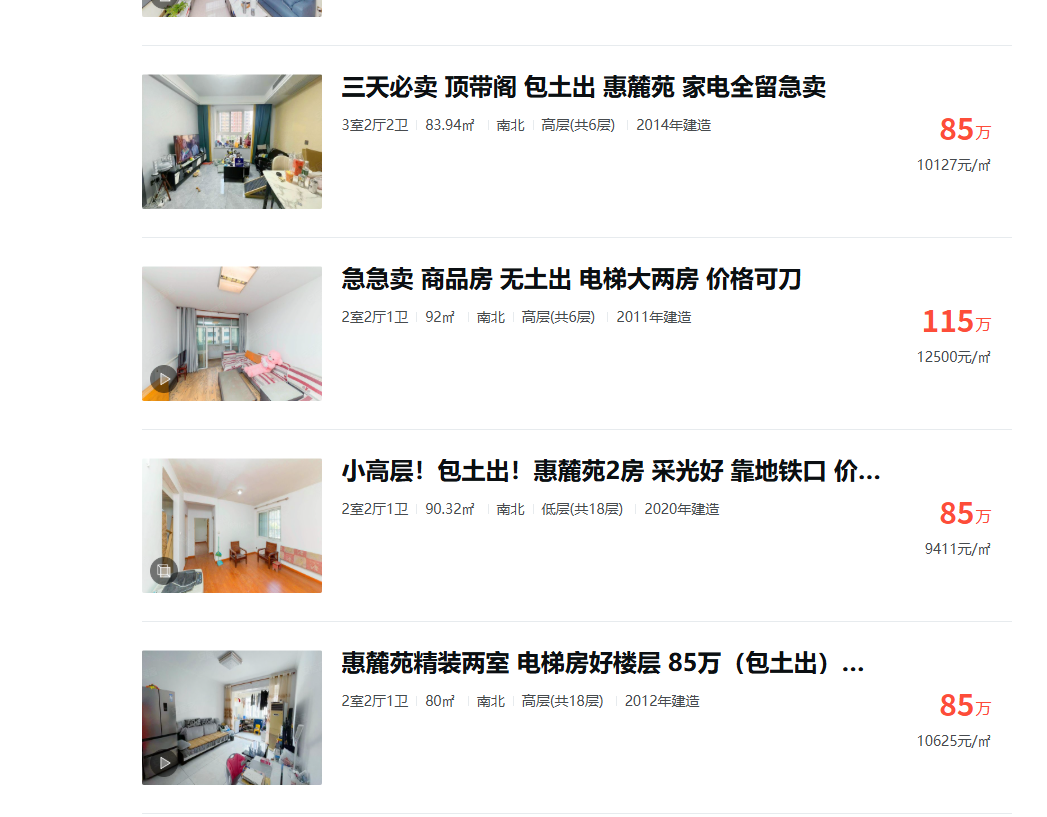 三天必卖 顶带阁 包土出 惠麓苑 家电全留急卖
3室2厅2卫 83.94㎡ 南北 高层(共6层) 2014年建造
85万
10127元/㎡
急急卖 商品房 无土出 电梯大两房 价格可刀
2室2厅1卫 92㎡ 南北 高层(共6层) 2011年建造
115万
12500元/㎡
小高层！包土出！惠麓苑2房 采光好 靠地铁口 价...
2室2厅1卫 90.32㎡ 南北 低层(共18层) 2020年建造
85万
9411元/㎡
惠麓苑精装两室 电梯房好楼层 85万（包土出）...
2室2厅1卫 80㎡ 南北 高层(共18层) 2012年建造
85万
10625元/㎡